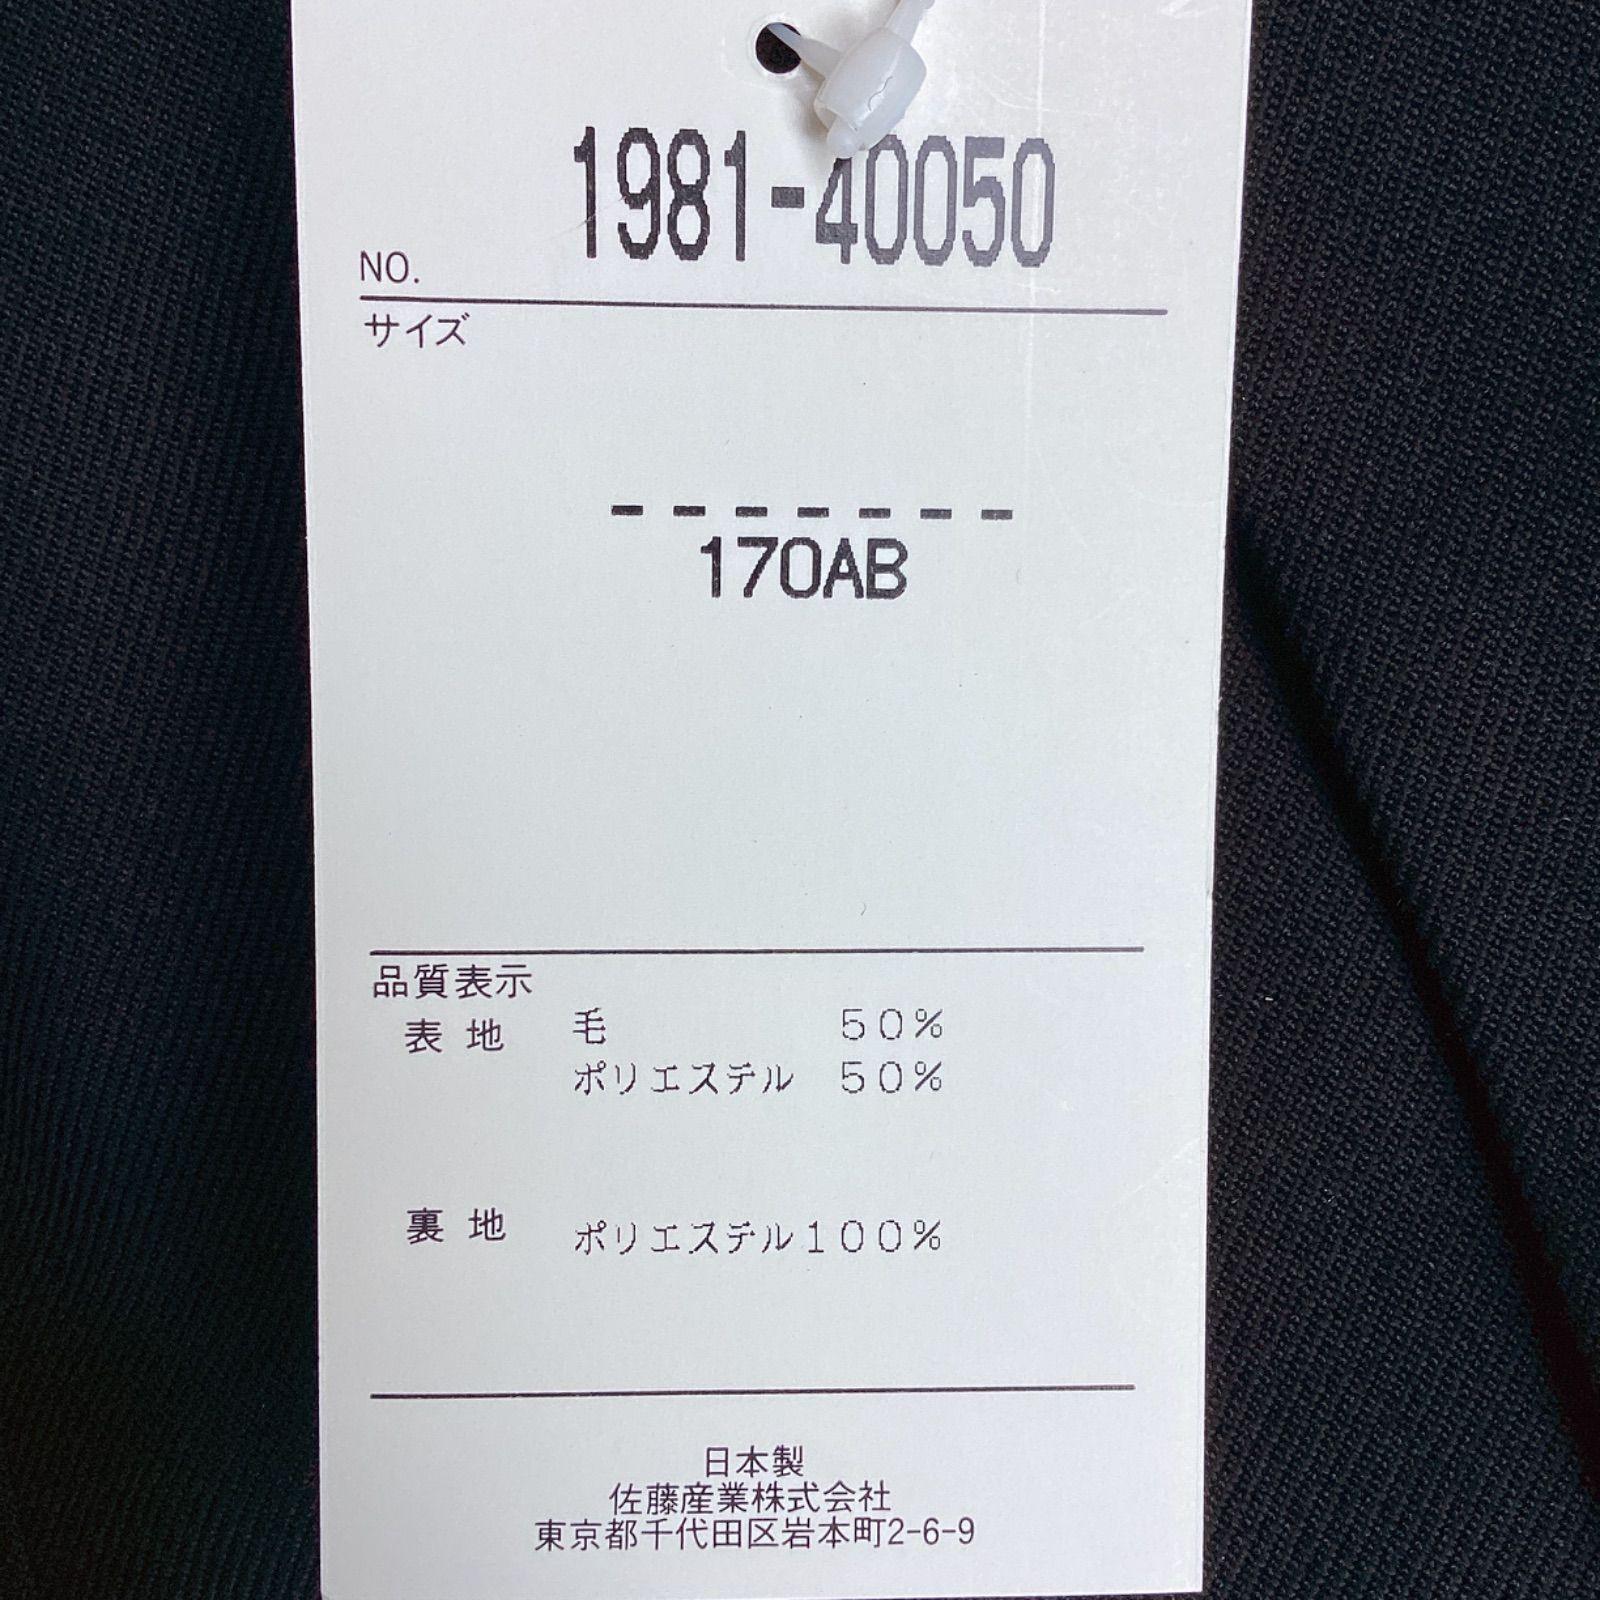 1981-40050
NO.
サイズ
-------
170AB
品質表示
表地 毛 50%
ポリエステル 50%
裏地 ポリエステル100%
日本製
佐藤産業株式会社
東京都千代田区岩本町2-6-9